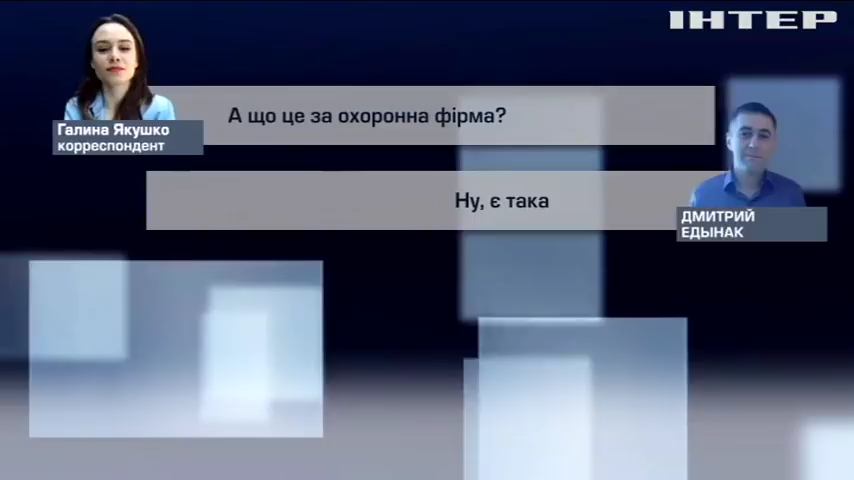 ІНТЕР
А що це за охоронна фірма?
Галина Якушко
корреспондент
Ну, є така
ДМИТРИЙ
ЕДЫНАК